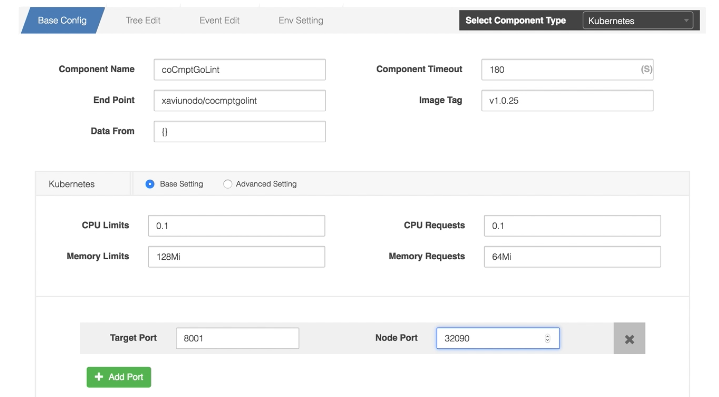 Base Config Tree Edit Event Edit Env Setting Select Component Type Kubernetes
Component Name coCmptGoLint Component Timeout 180 (S)
End Point xaviunodo/cocmptgolint Image Tag v1.0.25
Data From {}
Kubernetes Base Setting Advanced Setting
CPU Limits 0.1 CPU Requests 0.1
Memory Limits 128Mi Memory Requests 64Mi
Target Port 8001 Node Port 32090
Add Port